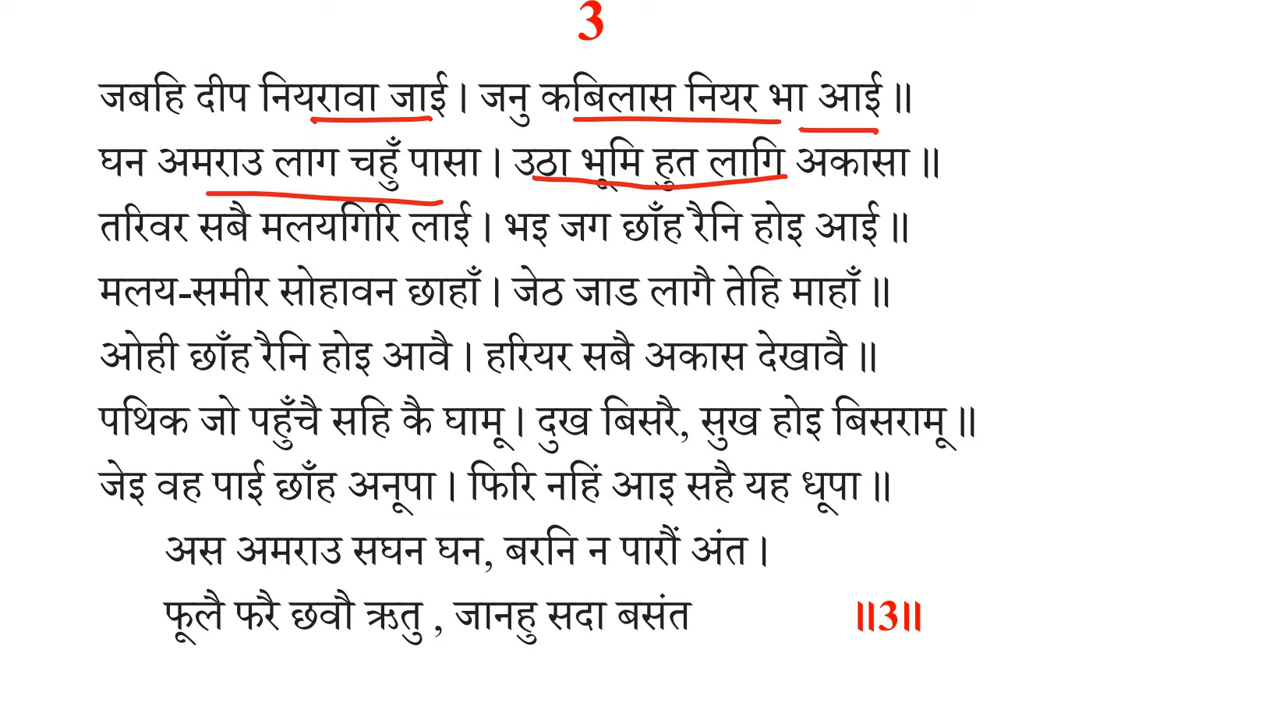 3
जबहि दीप नियरावा जाई। जनु कबिलास नियर भा आई॥
घन अमराउ लाग चहुँ पासा। उठा भूमि हुत लागि अकासा॥
तरिवर सबै मलयगिरि लाई। भइ जग छाँह रैनि होइ आई॥
मलय-समीर सोहावन छाहाँ। जेठ जाड लागै तेहि माहाँ॥
ओही छाँह रैनि होइ आवै। हरियर सबै अकास देखावै॥
पथिक जो पहुँचै सहि कै घामू। दुख बिसरै, सुख होइ बिसरामू॥
जेइ वह पाई छाँह अनूपा। फिरि नहिं आइ सहै यह धूपा॥
अस अमराउ सघन घन, बरनि न पारौं अंत।
फूलै फरै छवौ ऋतु , जानहु सदा बसंत ॥3॥